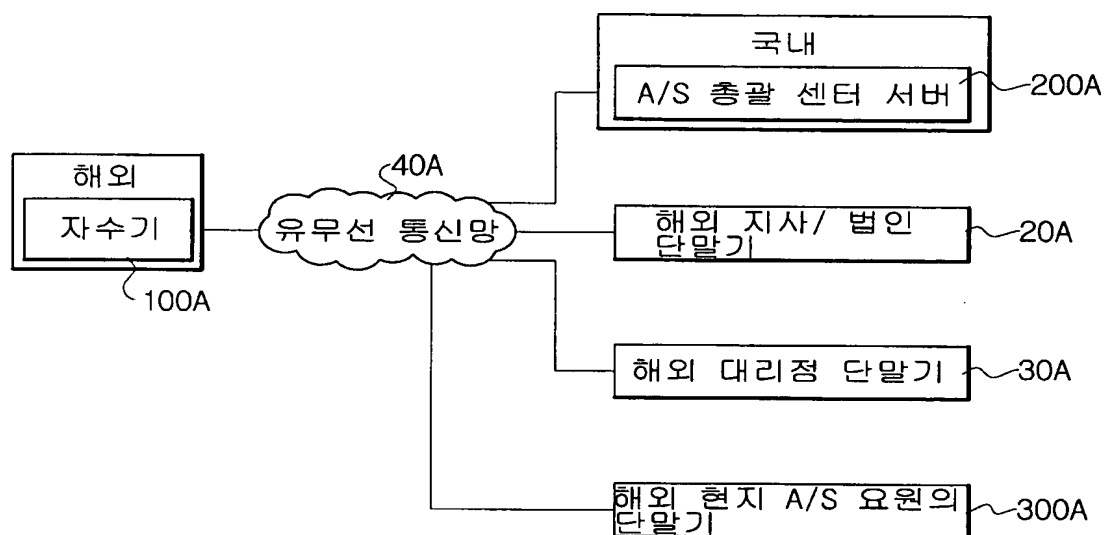 국내
A/S 총괄 센터 서버
200A
해외
자수기
100A
40A
유무선 통신망
해외 지사/ 법인
단말기
20A
해외 대리점 단말기
30A
해외 현지 A/S 요원의
단말기
300A